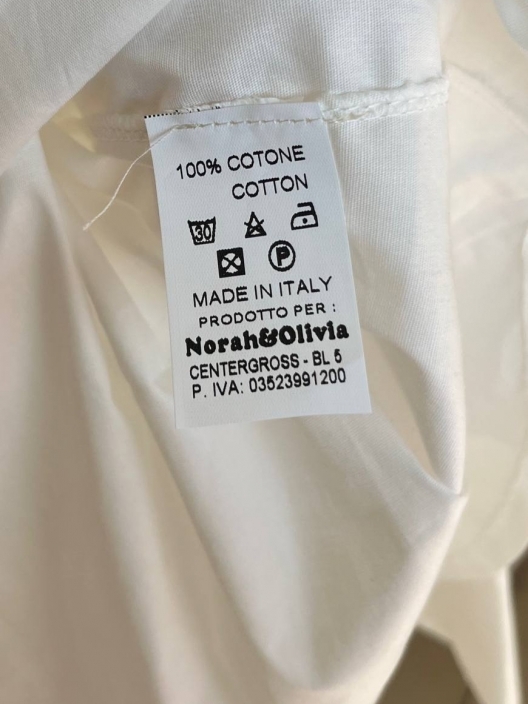 100% COTONE
COTTON
30
P
MADE IN ITALY
PRODOTTO PER :
Norah&Olivia
CENTERGROSS - BL 5
P. IVA: 03523991200